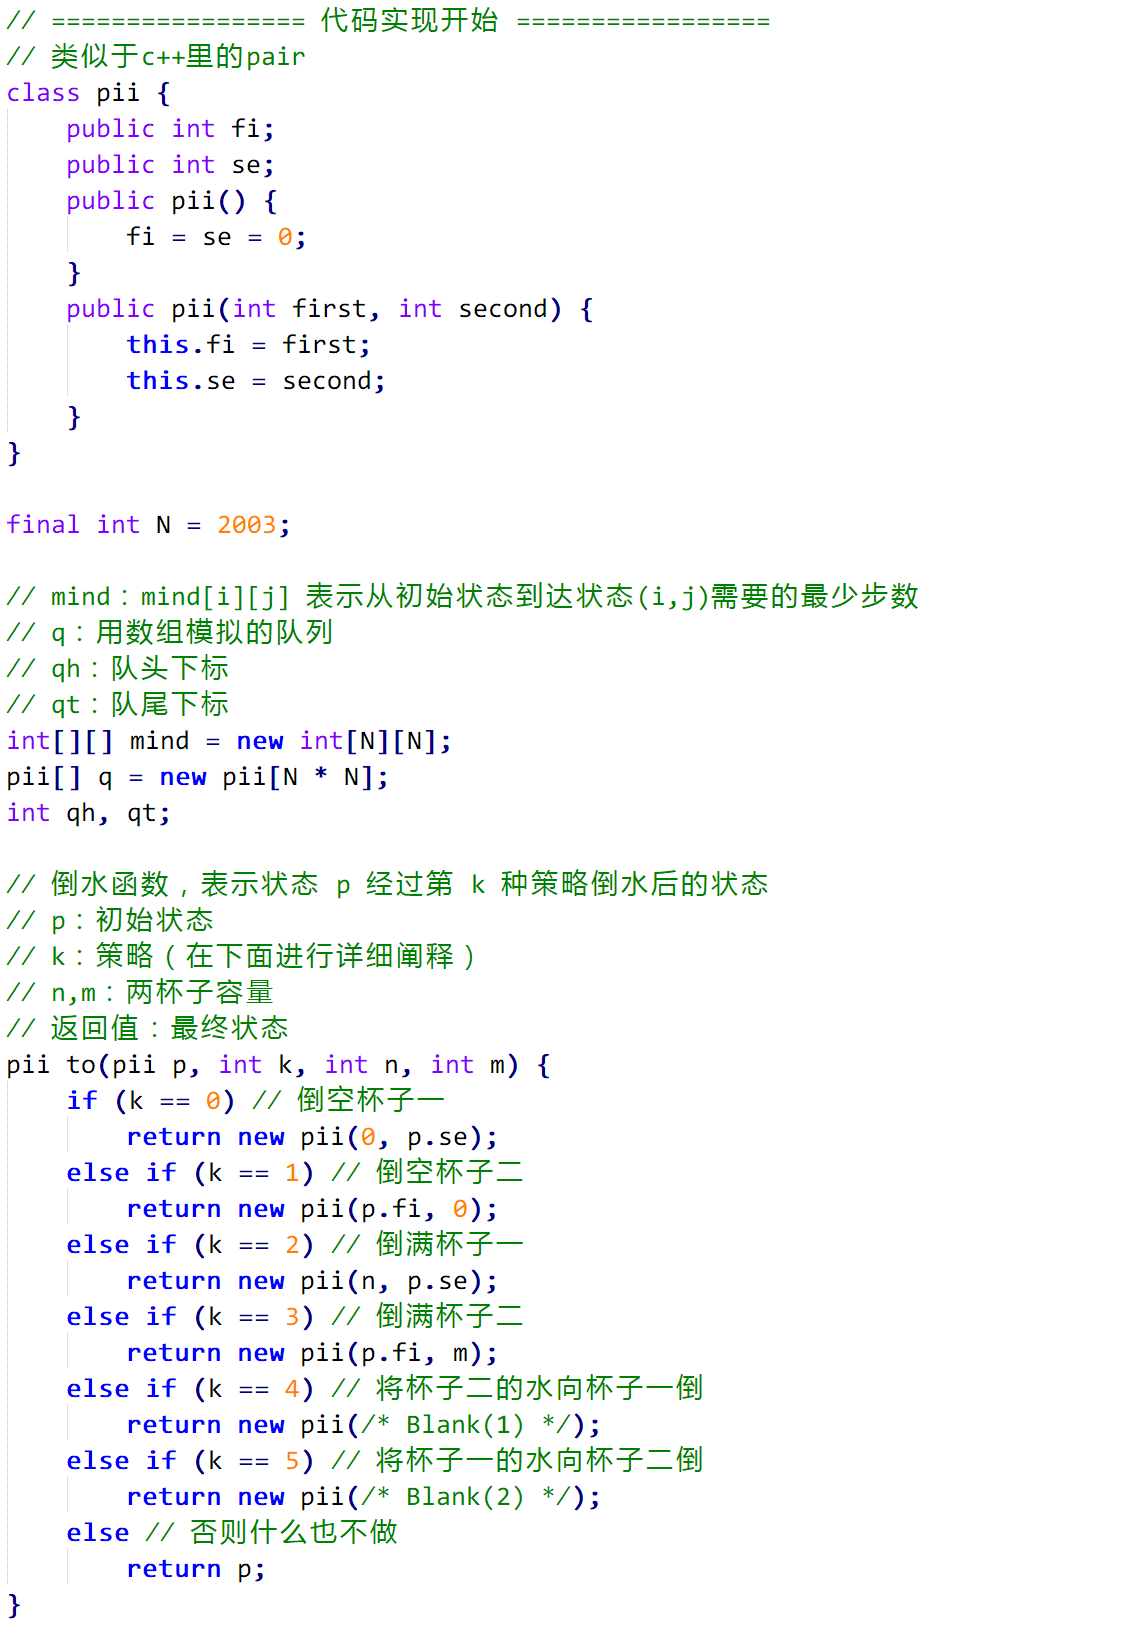 // ================= 代码实现开始 =================
// 类似于c++里的pair
class pii {
    public int fi;
    public int se;
    public pii() {
        fi = se = 0;
    }
    public pii(int first, int second) {
        this.fi = first;
        this.se = second;
    }
}

final int N = 2003;

// mind：mind[i][j] 表示从初始状态到达状态(i,j)需要的最少步数
// q：用数组模拟的队列
// qh：队头下标
// qt：队尾下标
int[][] mind = new int[N][N];
pii[] q = new pii[N * N];
int qh, qt;

// 倒水函数，表示状态 p 经过第 k 种策略倒水后的状态
// p：初始状态
// k：策略（在下面进行详细阐释）
// n,m：两杯子容量
// 返回值：最终状态
pii to(pii p, int k, int n, int m) {
    if (k == 0) // 倒空杯子一
        return new pii(0, p.se);
    else if (k == 1) // 倒空杯子二
        return new pii(p.fi, 0);
    else if (k == 2) // 倒满杯子一
        return new pii(n, p.se);
    else if (k == 3) // 倒满杯子二
        return new pii(p.fi, m);
    else if (k == 4) // 将杯子二的水向杯子一倒
        return new pii(/* Blank(1) */);
    else if (k == 5) // 将杯子一的水向杯子二倒
        return new pii(/* Blank(2) */);
    else // 否则什么也不做
        return p;
}